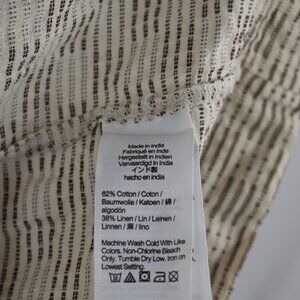 Made in India
Fabriqué en Inde
Hergestellt in Indien
Vervaardigd in India
インド製
hecho en india
62% Cotton / Coton /
Baumwolle / Katoen / 綿 /
algodón
38% Linen / Lin / Leinen /
Linnen / 麻 / lino
Machine Wash Cold With Like
Colors. Non-Chlorine Bleach
Only. Tumble Dry Low. Iron on
Lowest Setting.